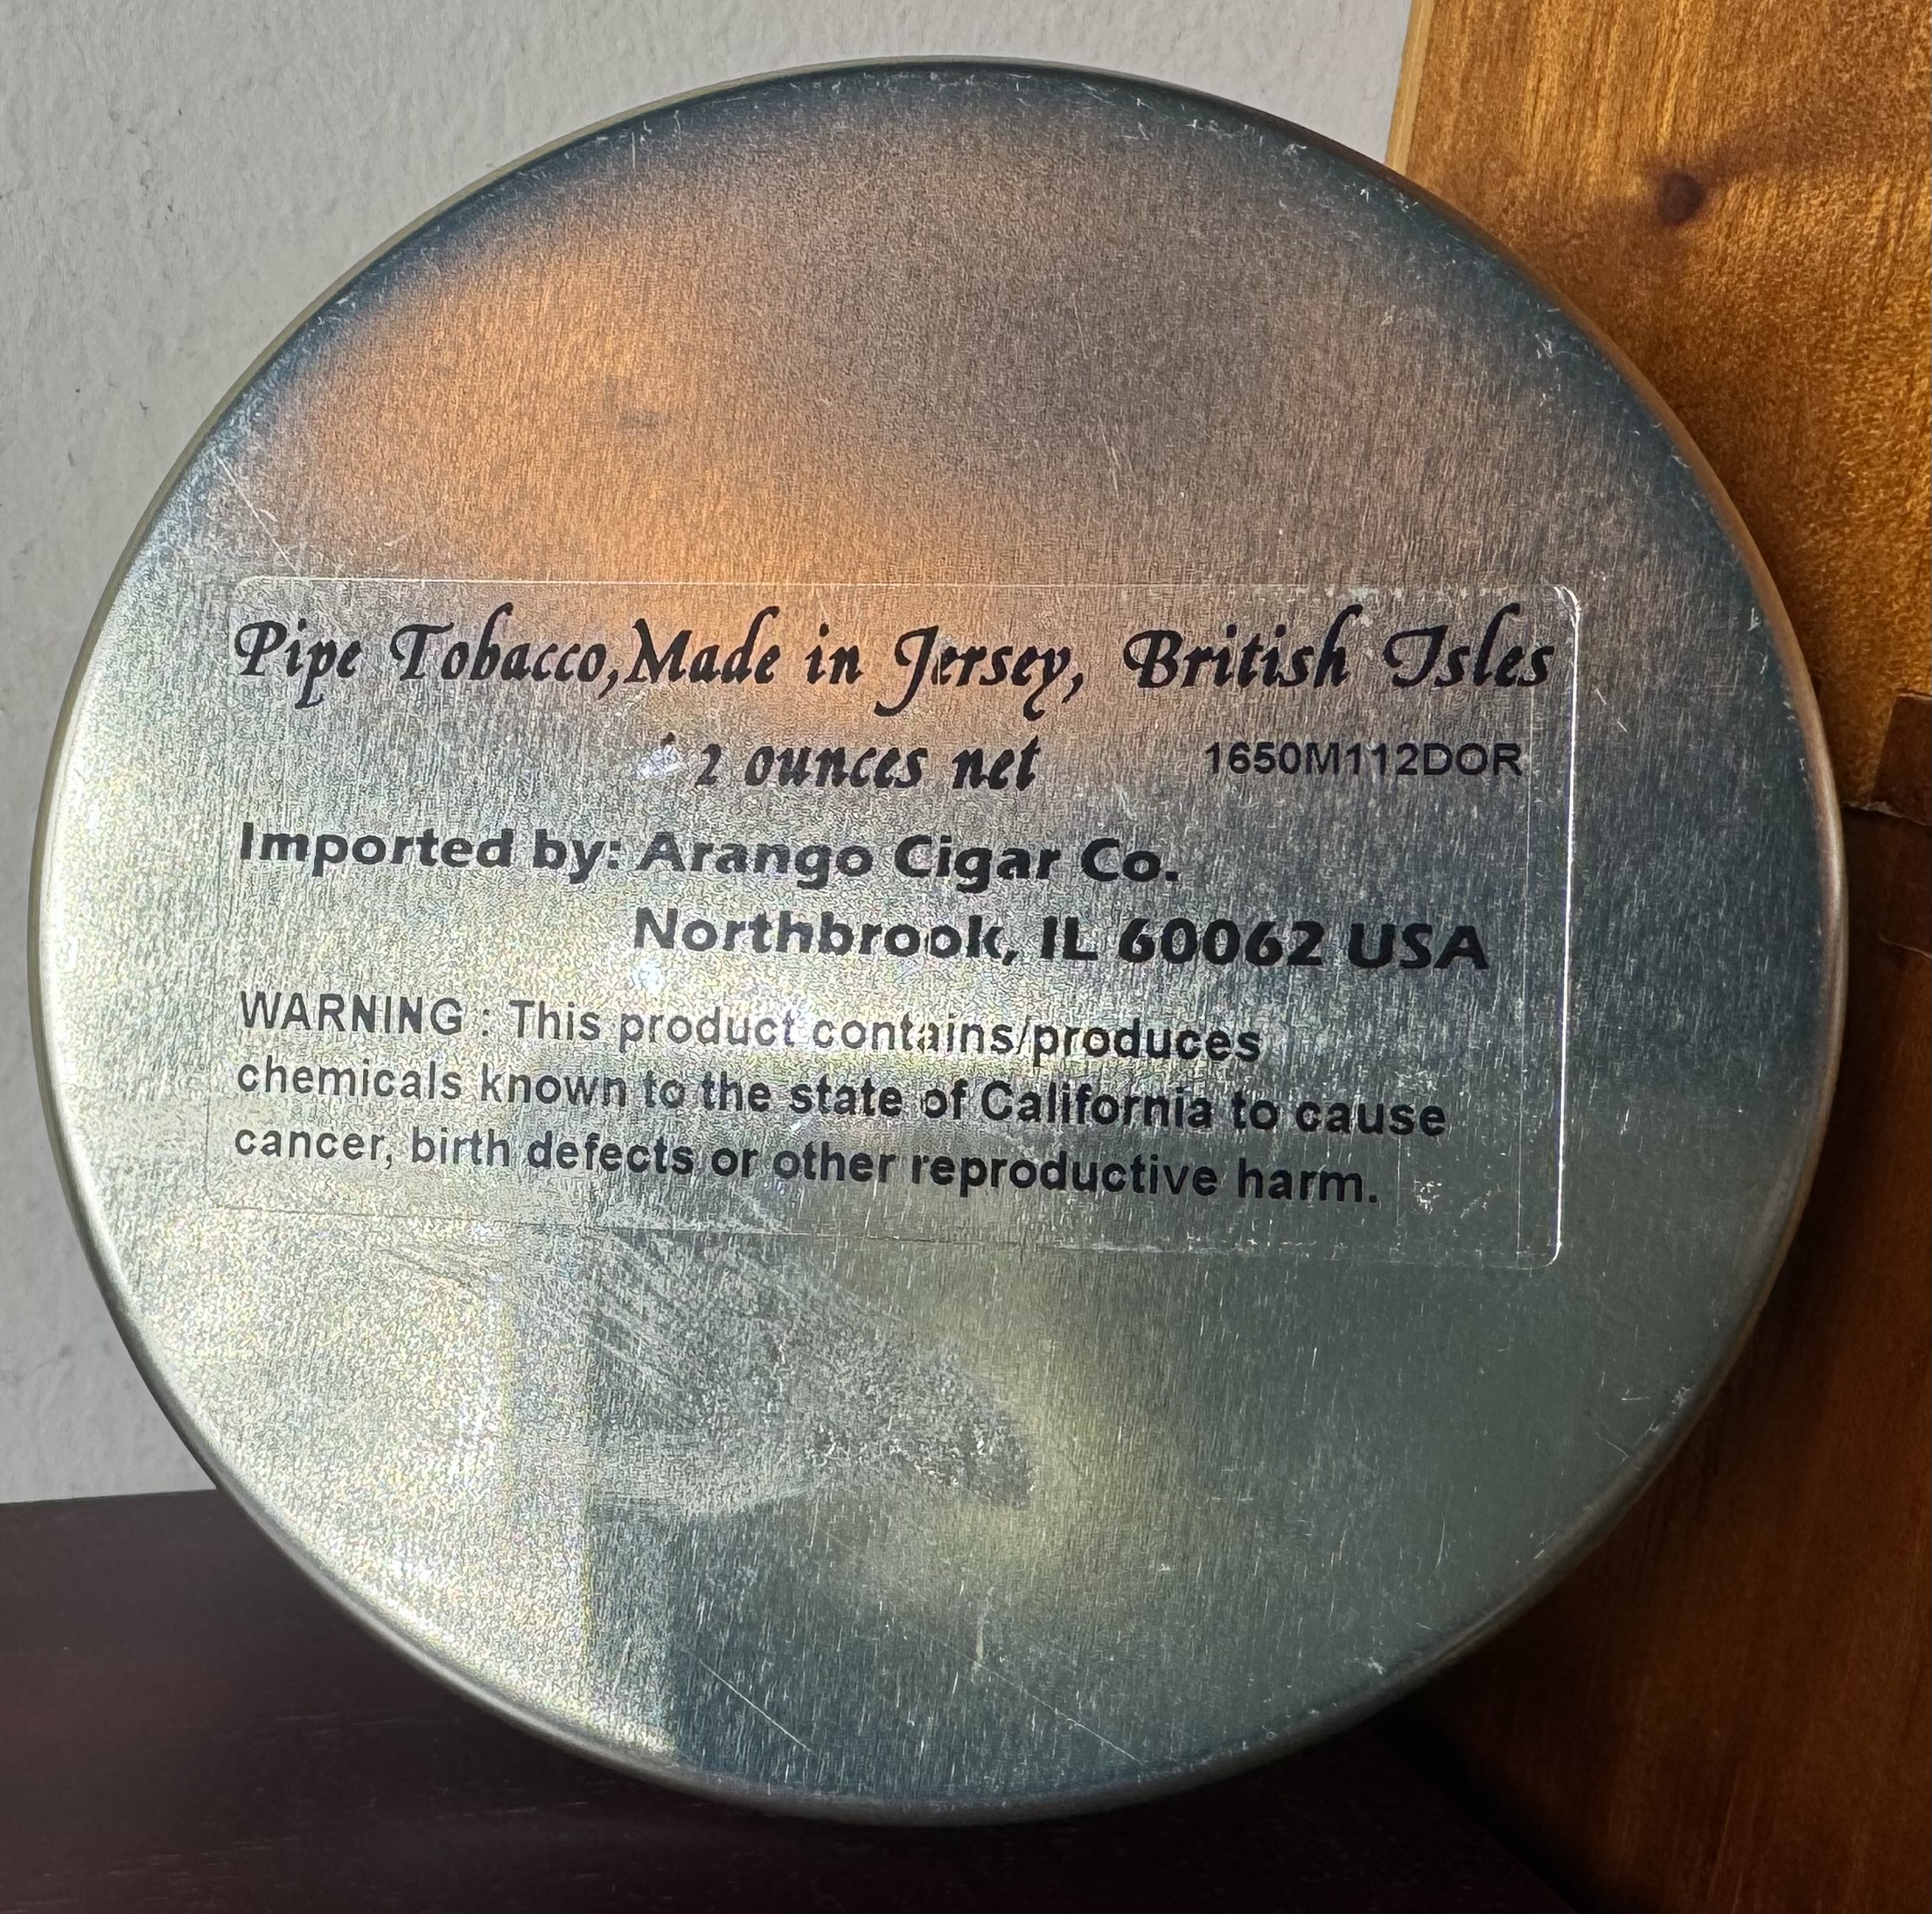 Pipe Tobacco,Made in Jersey, British Isles
2 ounces net 1650M112DOR
Imported by: Arango Cigar Co.
Northbrook, IL 60062 USA
WARNING : This product contains/produces
chemicals known to the state of California to cause
cancer, birth defects or other reproductive harm.